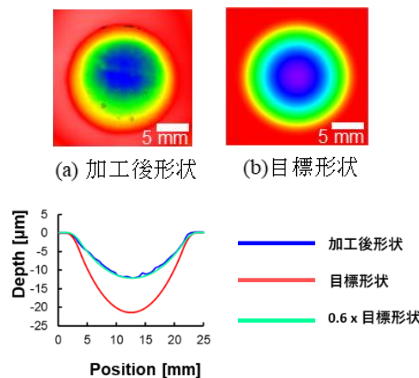 5 mm
5 mm
(a) 加工後形状
(b)目標形状
Depth [μm]
5
0
-5
-10
-15
-20
-25
0
5
10
15
20
25
Position [mm]
加工後形状
目標形状
0.6 x 目標形状